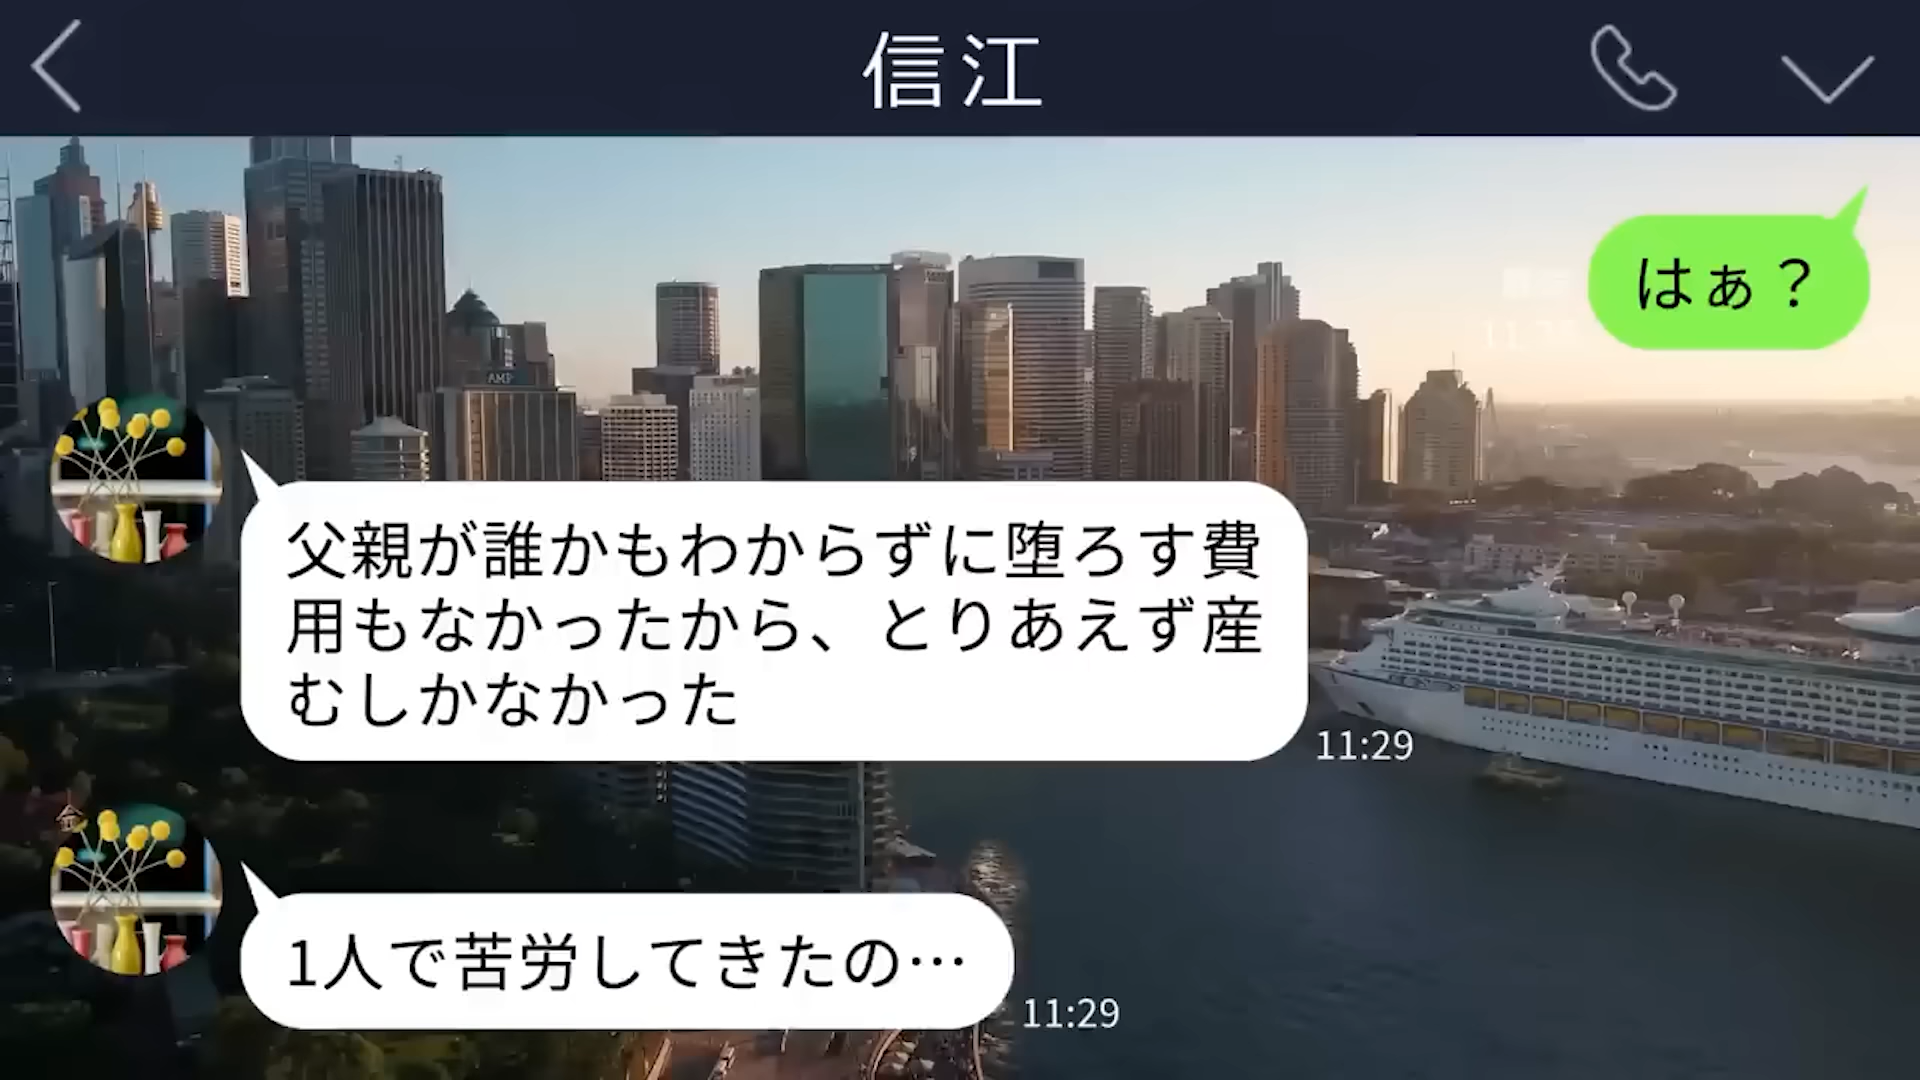 信江
はぁ？
AMP
父親が誰かもわからずに堕ろす費
用もなかったから、とりあえず産
むしかなかった
11:29
1人で苦労してきたの…
11:29